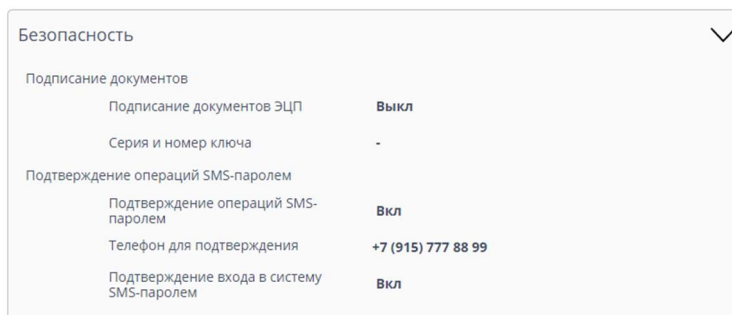 Безопасность
Подписание документов
Подписание документов ЭЦП Выкл
Серия и номер ключа -
Подтверждение операций SMS-паролем
Подтверждение операций SMS-
паролем Вкл
Телефон для подтверждения +7 (915) 777 88 99
Подтверждение входа в систему
SMS-паролем Вкл